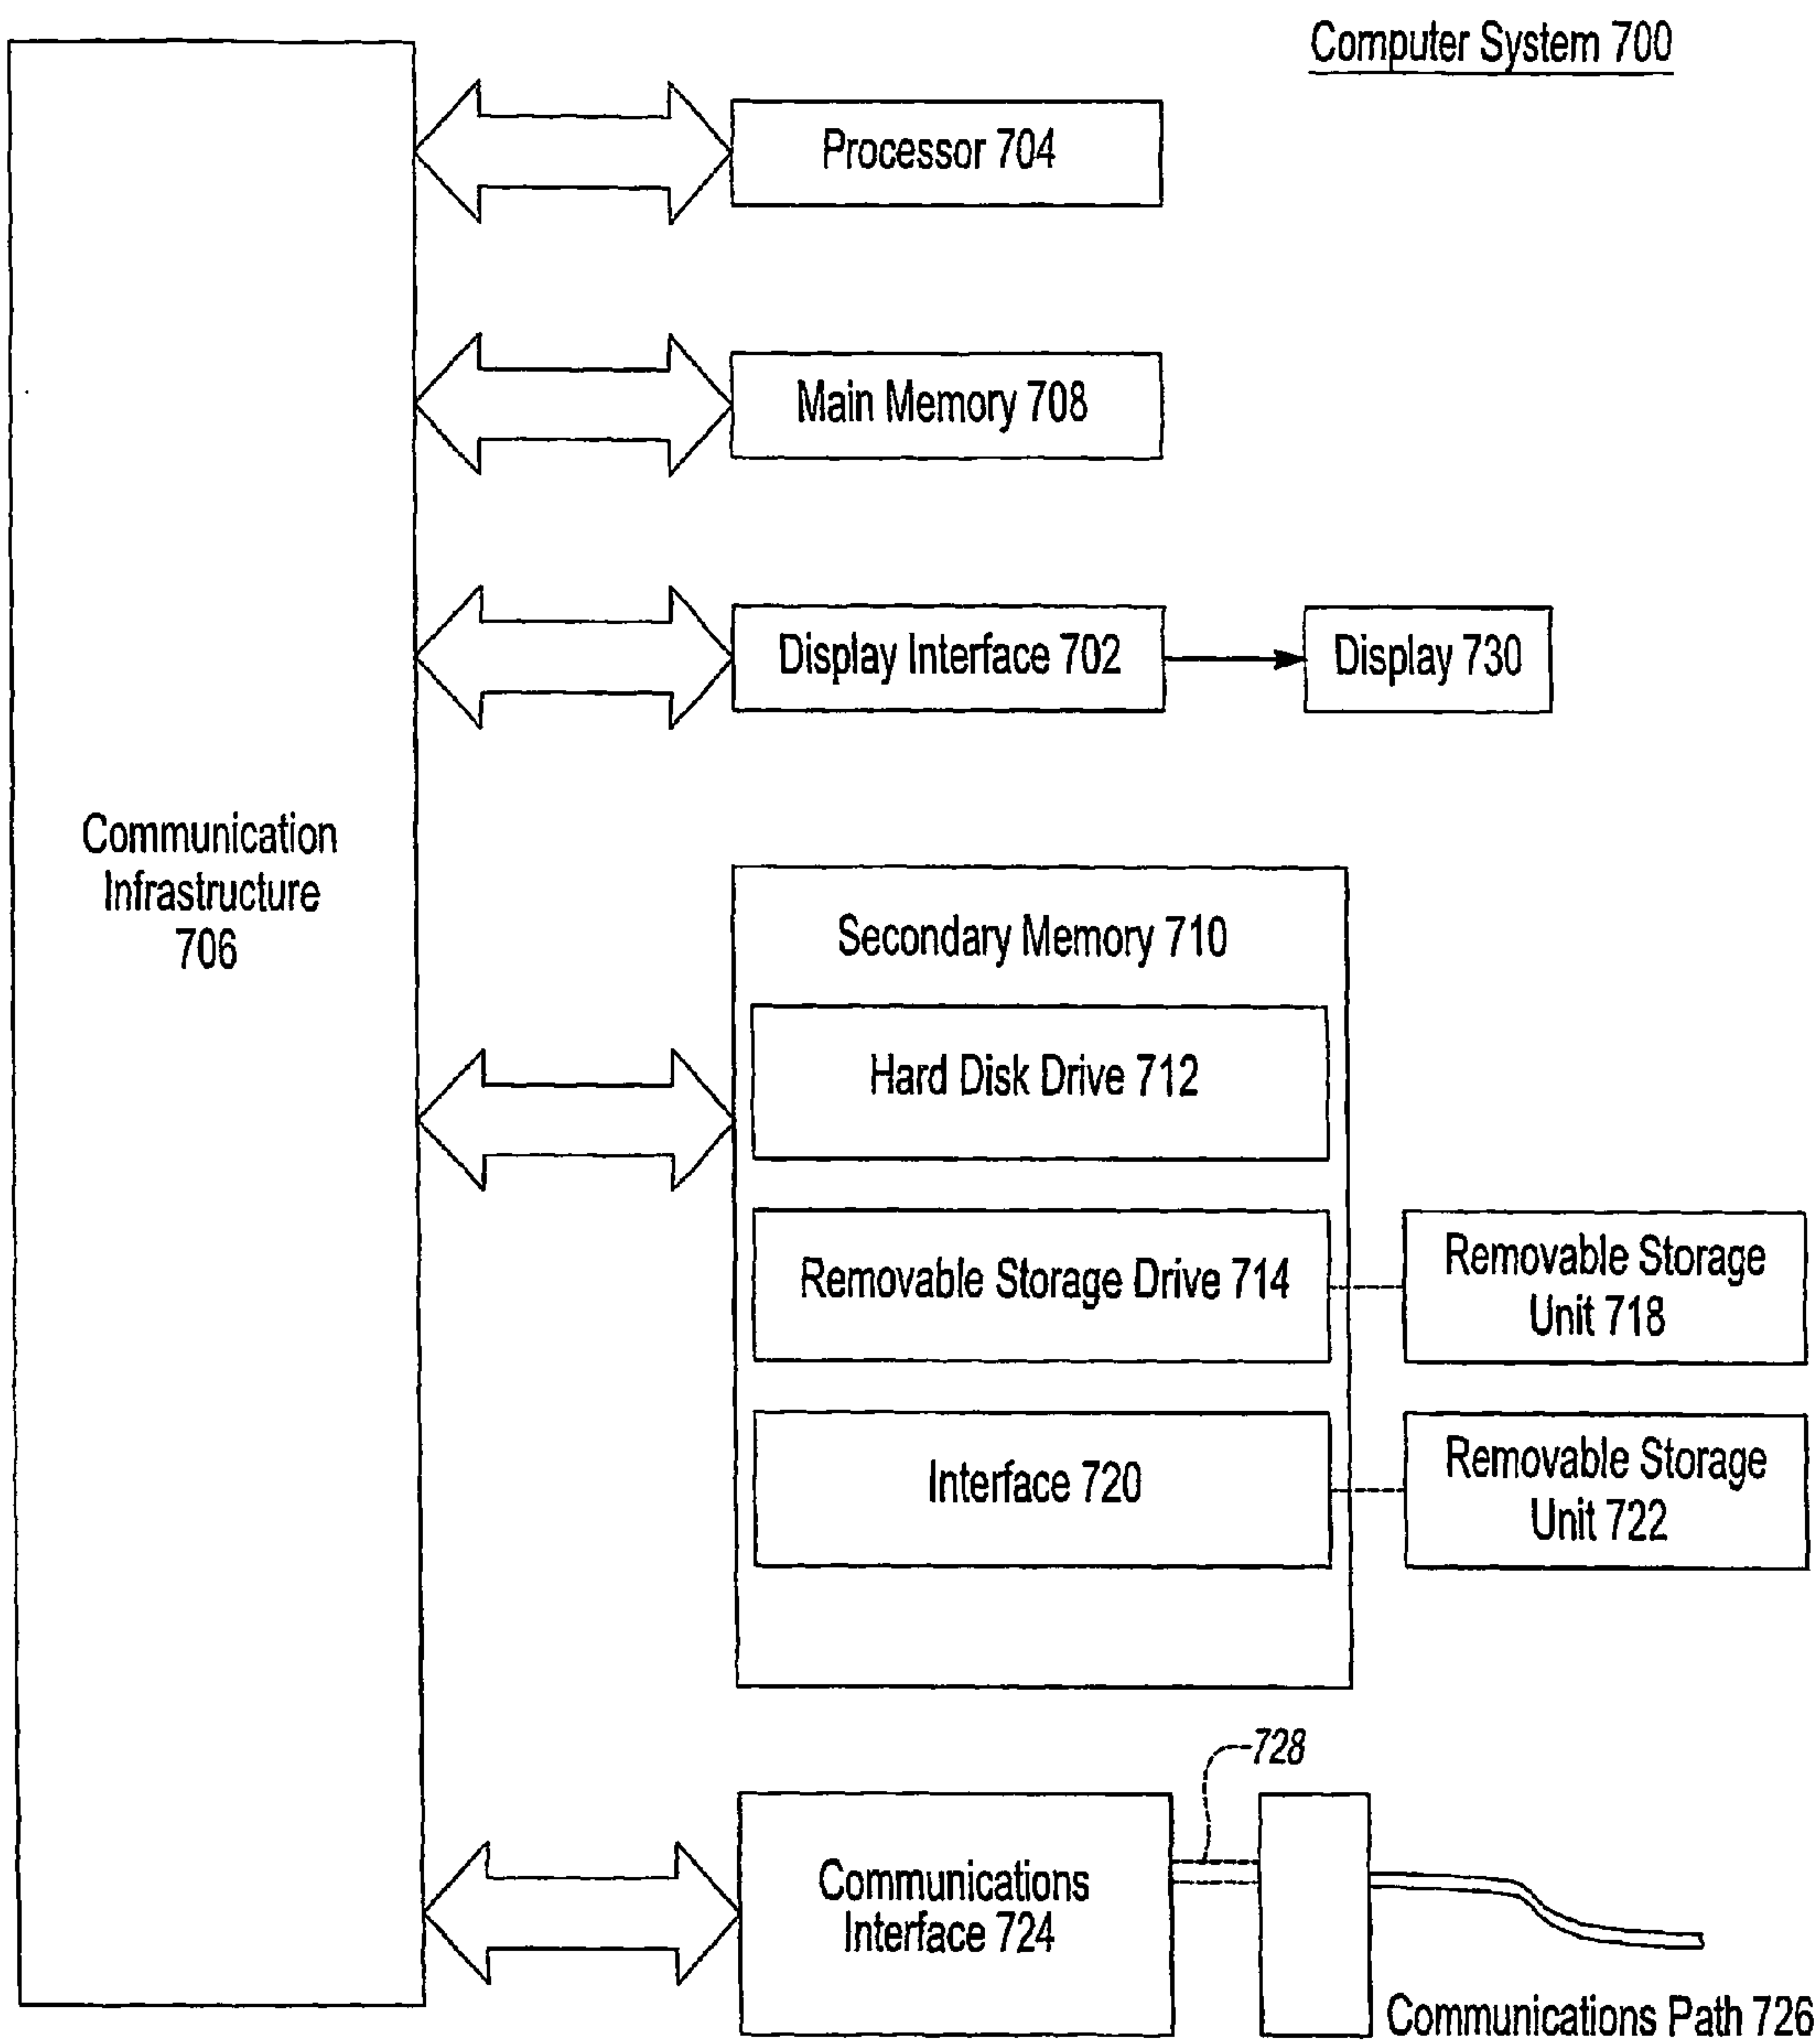 Computer System 700
Processor 704
Main Memory 708
Display Interface 702
Display 730
Communication
Infrastructure
706
Secondary Memory 710
Hard Disk Drive 712
Removable Storage Drive 714
Removable Storage
Unit 718
Interface 720
Removable Storage
Unit 722
728
Communications
Interface 724
Communications Path 726